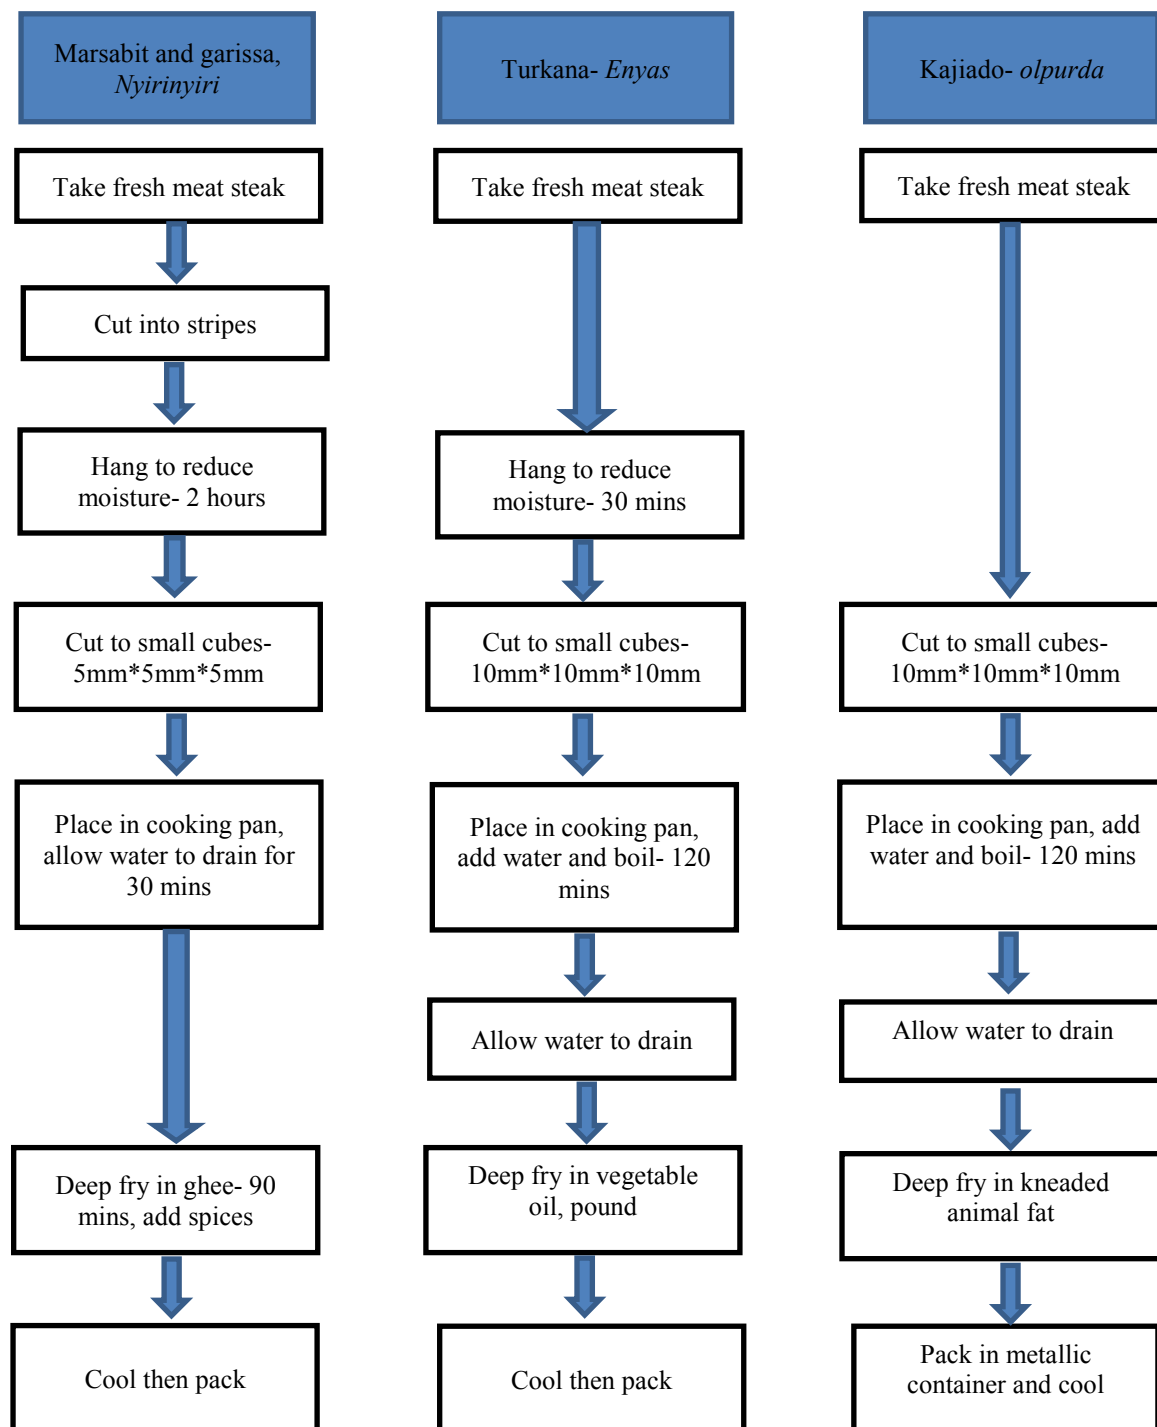 Marsabit and garissa,
Nyirinyiri
Take fresh meat steak
Cut into stripes
Hang to reduce
moisture- 2 hours
Cut to small cubes-
5mm*5mm*5mm
Place in cooking pan,
allow water to drain for
30 mins
Deep fry in ghee- 90
mins, add spices
Cool then pack
Turkana- Enyas
Take fresh meat steak
Hang to reduce
moisture- 30 mins
Cut to small cubes-
10mm*10mm*10mm
Place in cooking pan,
add water and boil- 120
mins
Allow water to drain
Deep fry in vegetable
oil, pound
Cool then pack
Kajiado- olpurda
Take fresh meat steak
Cut to small cubes-
10mm*10mm*10mm
Place in cooking pan, add
water and boil- 120 mins
Allow water to drain
Deep fry in kneaded
animal fat
Pack in metallic
container and cool